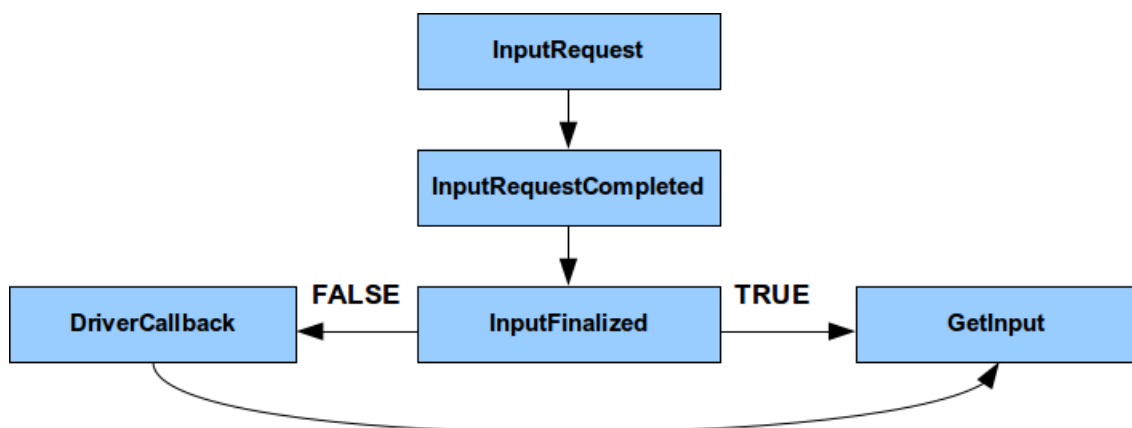 InputRequest
InputRequestCompleted
FALSE
TRUE
DriverCallback
InputFinalized
GetInput